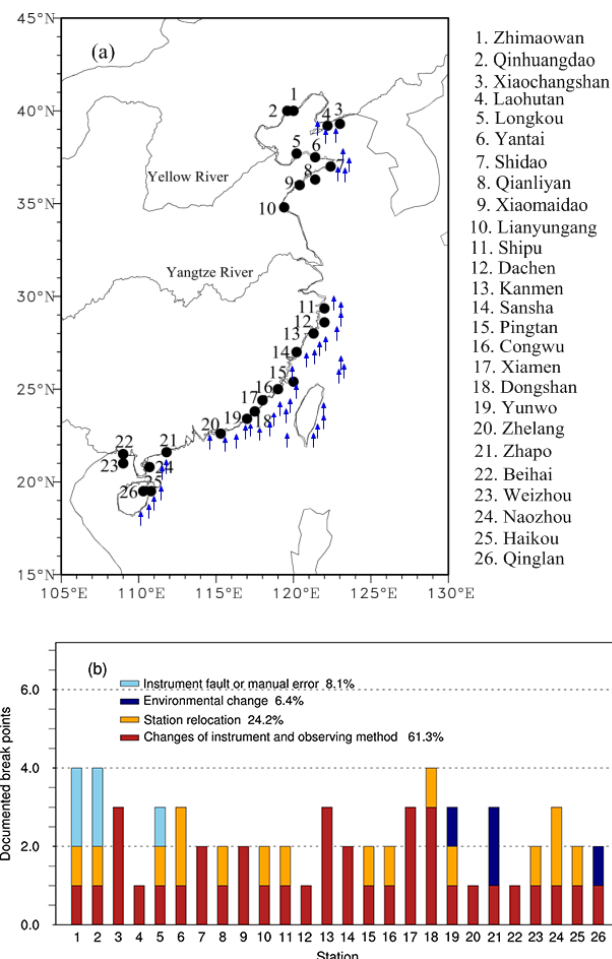 45°N
(a)
1
40°N
2
4
3
5
6
7
8
Yellow River
9
35°N
10
Yangtze River
30°N
11
12
13
14
15
25°N
16
17
18
19
20
21
22
20°N
23
24
25
26
15°N
105°E
110°E
115°E
120°E
125°E
130°E
1. Zhimaowan
2. Qinhuangdao
3. Xiaochangshan
4. Laohutan
5. Longkou
6. Yantai
7. Shidao
8. Qianliyan
9. Xiaomaidao
10. Lianyungang
11. Shipu
12. Dachen
13. Kanmen
14. Sansha
15. Pingtan
16. Congwu
17. Xiamen
18. Dongshan
19. Yunwo
20. Zhelang
21. Zhapo
22. Beihai
23. Weizhou
24. Naozhou
25. Haikou
26. Qinglan
(b)
Instrument fault or manual error 8.1%
Environmental change 6.4%
Station relocation 24.2%
Changes of instrument and observing method 61.3%
Documented break points
6.0
4.0
2.0
0.0
1 2 3 4 5 6 7 8 9 10 11 12 13 14 15 16 17 18 19 20 21 22 23 24 25 26
Station